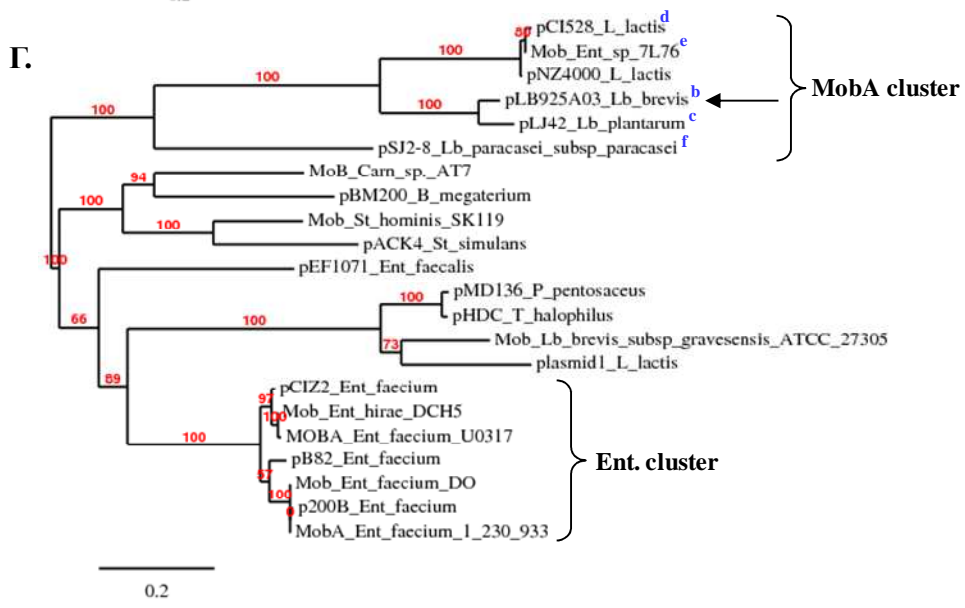 Γ.
pCI528_L_lactis d
80
Mob_Ent_sp_7L76 e
100
pNZ4000_L_lactis
100
pLB925A03_Lb_brevis b
MobA cluster
100
100
pLJ42_Lb_plantarum c
pSJ2-8_Lb_paracasei_subsp_paracasei f
MoB_Carn_sp._AT7
94
pBM200_B_megaterium
100
Mob_St_hominis_SK119
100
pACK4_St_simulans
100
pEF1071_Ent_faecalis
pMD136_P_pentosaceus
100
pHDC_T_halophilus
66
100
Mob_Lb_brevis_subsp_gravesensis_ATCC_27305
73
plasmid1_L_lactis
89
pCIZ2_Ent_faecium
97
Mob_Ent_hirae_DCH5
100
MOBA_Ent_faecium_U0317
100
pB82_Ent_faecium
Ent. cluster
Mob_Ent_faecium_DO
100
p200B_Ent_faecium
MobA_Ent_faecium_1_230_933
0.2